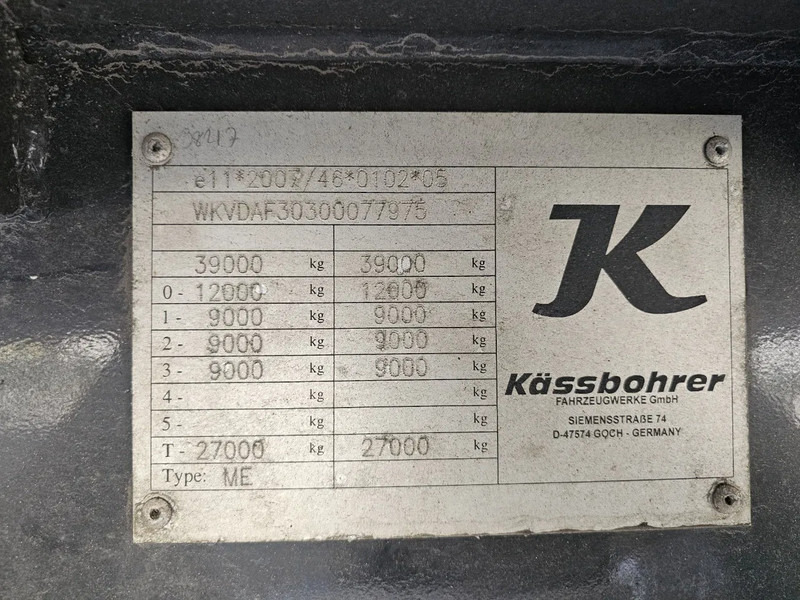 98217
e11*2007/46*0102*05
WKVDAF30300077975
39000 kg 39000 kg
0 - 12000 kg 12000 kg
1 - 9000 kg 9000 kg
2 - 9000 kg 9000 kg
3 - 9000 kg 9000 kg
4 - kg kg
5 - kg kg
T - 27000 kg 27000 kg
Type: ME
K
Kässbohrer
FAHRZEUGWERKE GmbH
SIEMENSSTRAßE 74
D-47574 GOCH - GERMANY